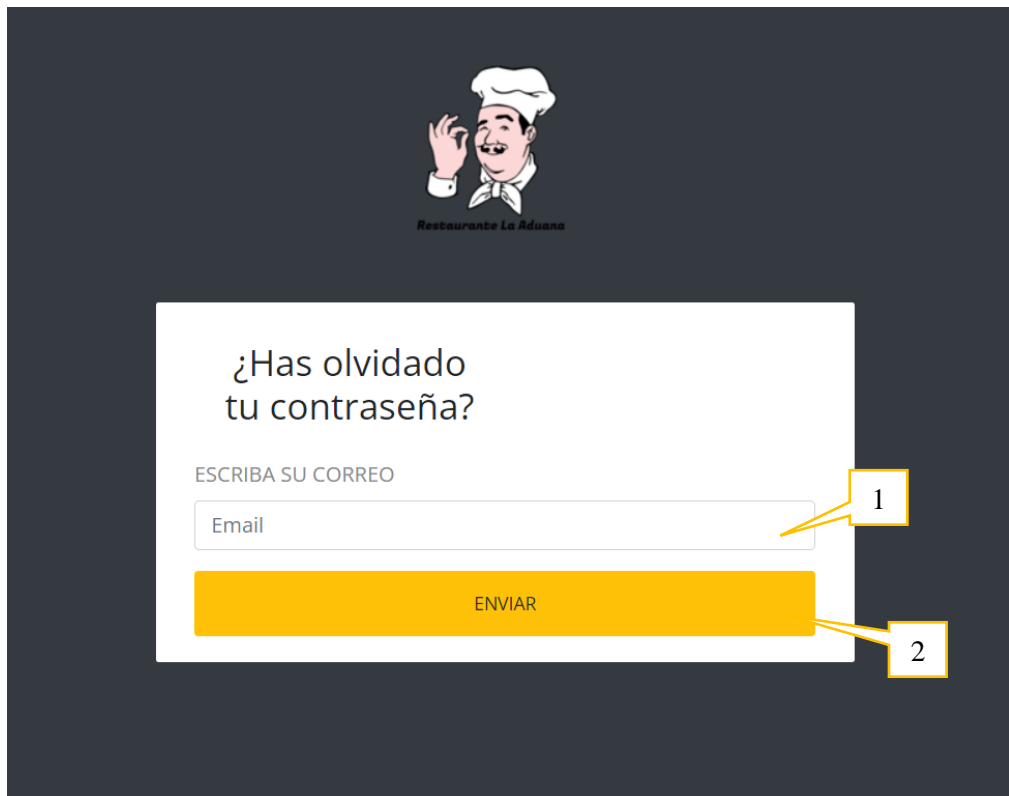 Restaurante La Aduana
¿Has olvidado
tu contraseña?
ESCRIBA SU CORREO
Email
1
ENVIAR
2